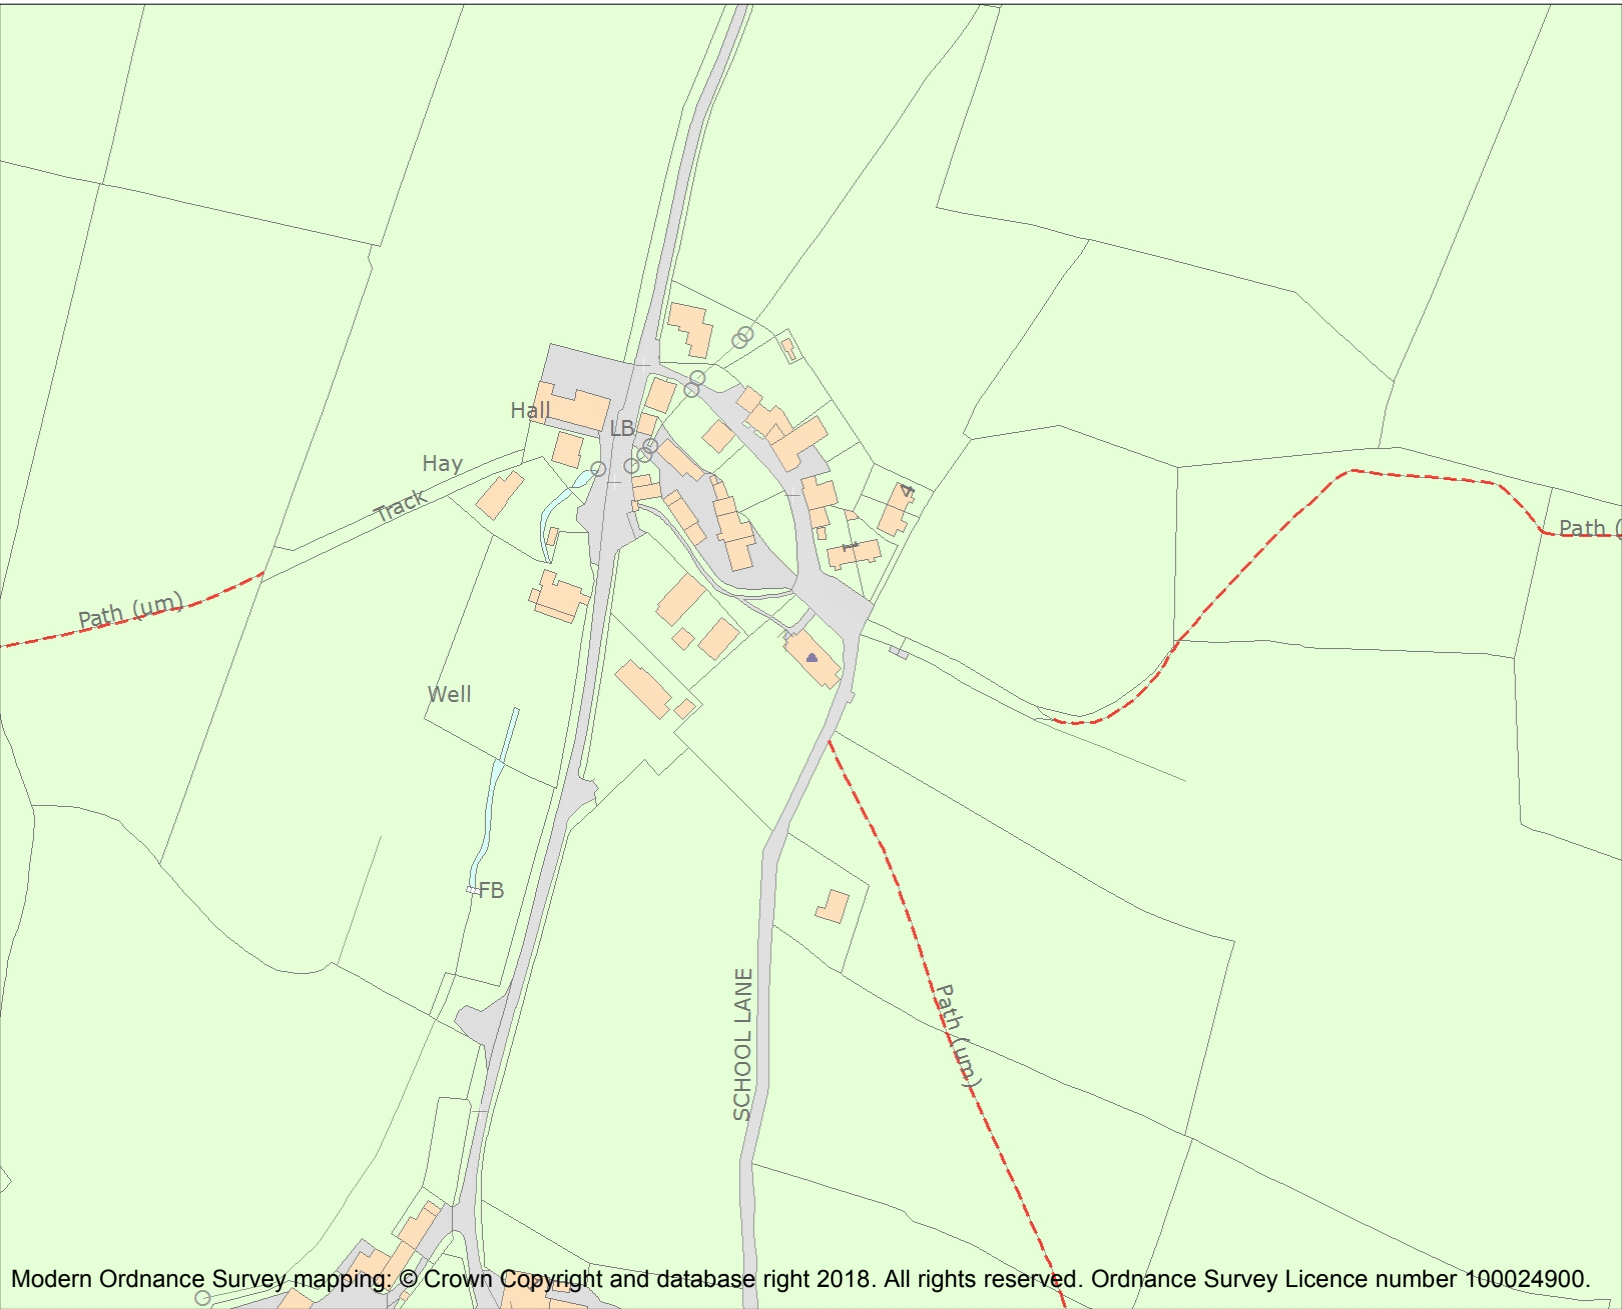 Hall
LB
Hay
Track
4
1
Path (
Path (um)
Well
FB
SCHOOL LANE
Path (um)
Modern Ordnance Survey mapping: © Crown Copyright and database right 2018. All rights reserved. Ordnance Survey Licence number 100024900.